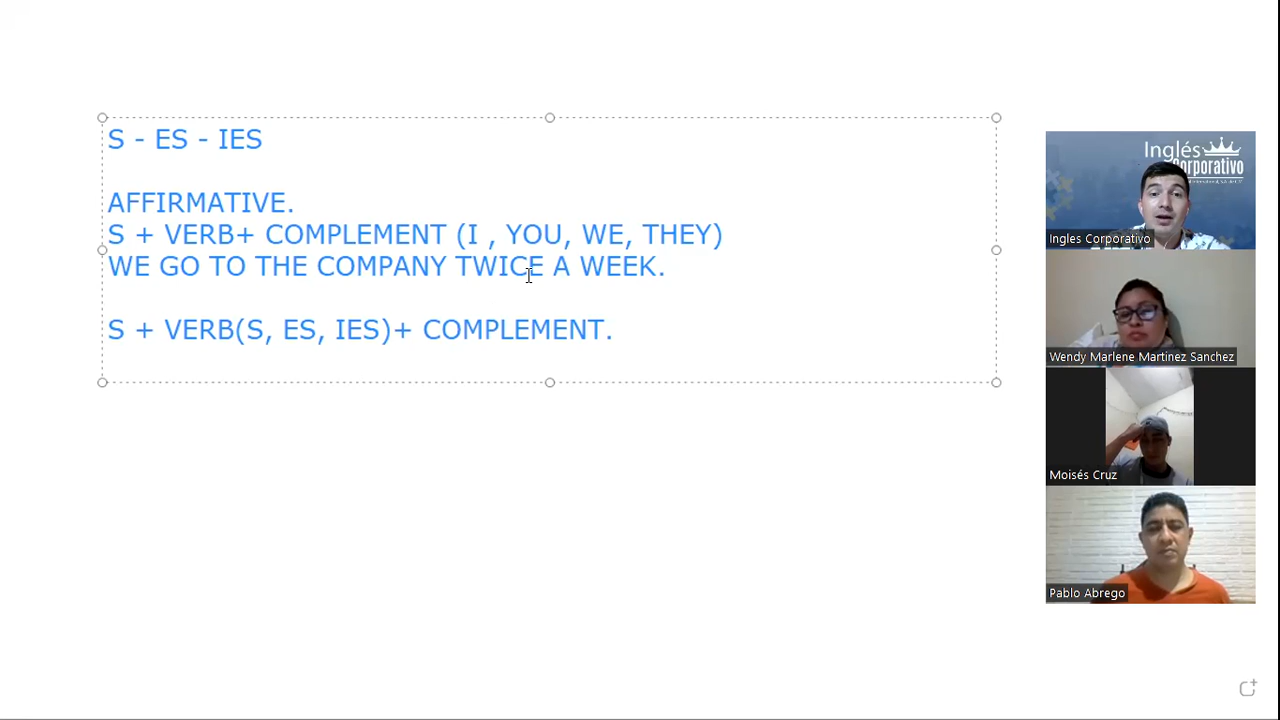 S - ES - IES
AFFIRMATIVE.
S + VERB+ COMPLEMENT (I , YOU, WE, THEY)
WE GO TO THE COMPANY TWICE A WEEK.
S + VERB(S, ES, IES)+ COMPLEMENT.
Inglés
Corporativo
Ingles Corporativo
Wendy Marlene Martinez Sanchez
Moisés Cruz
Pablo Abrego